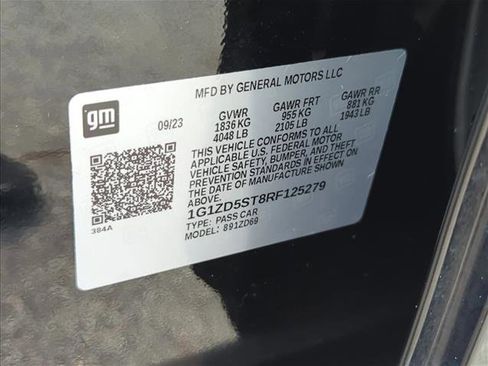 MFD BY GENERAL MOTORS LLC
gm
09/23
GVWR GAWR FRT GAWR RR
1836 KG 955 KG 881 KG
4048 LB 2105 LB 1943 LB
THIS VEHICLE CONFORMS TO ALL
APPLICABLE U.S. FEDERAL MOTOR
VEHICLE SAFETY, BUMPER, AND THEFT
PREVENTION STANDARDS IN EFFECT
ON THE DATE OF MANUFACTURE SHOWN
ABOVE.
1G1ZD5ST8RF125279
TYPE: PASS CAR
MODEL: 891ZD69
384A